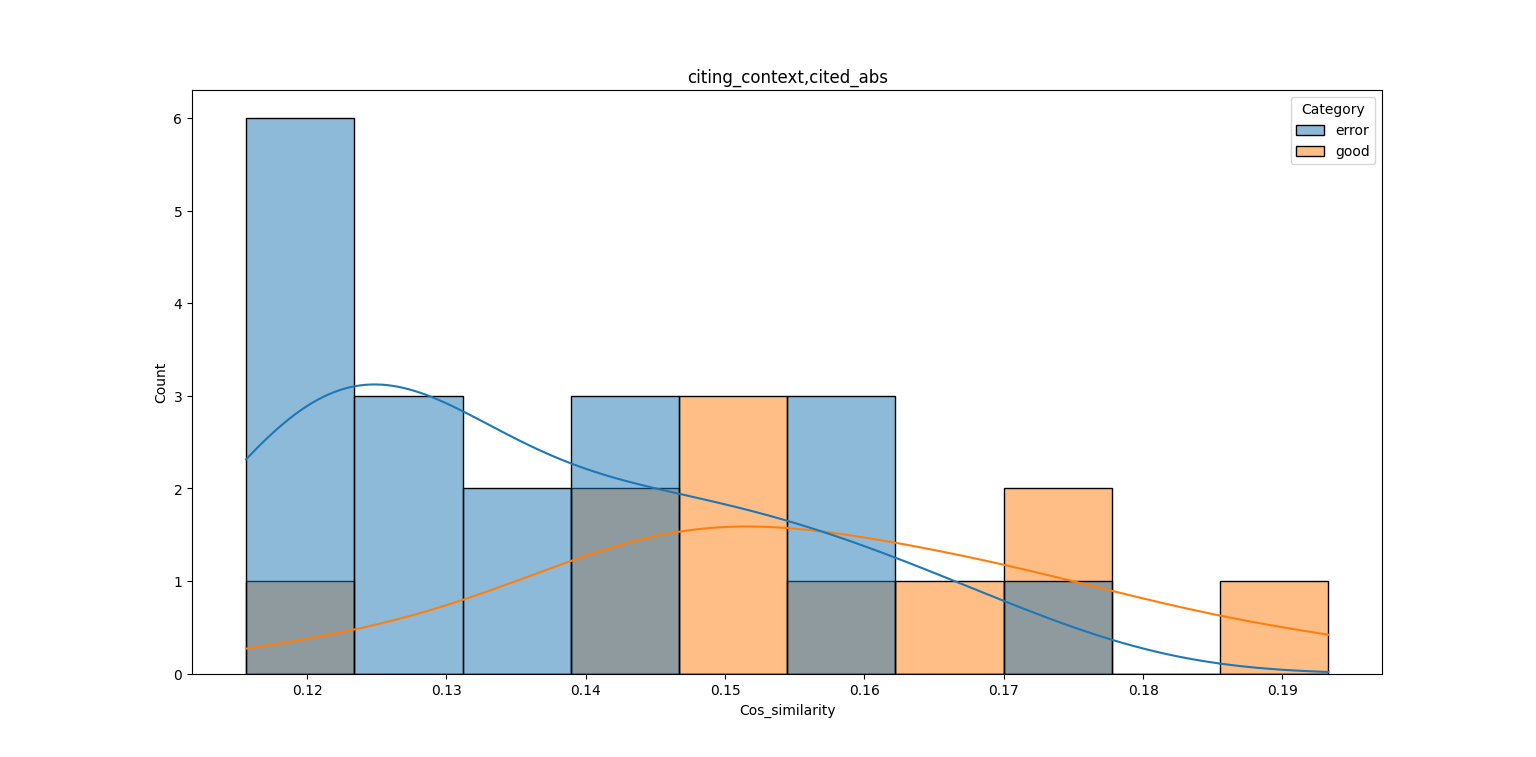 citing_context,cited_abs
Category
error
good
6
5
4
3
2
1
0
Count
0.12 0.13 0.14 0.15 0.16 0.17 0.18 0.19
Cos_similarity